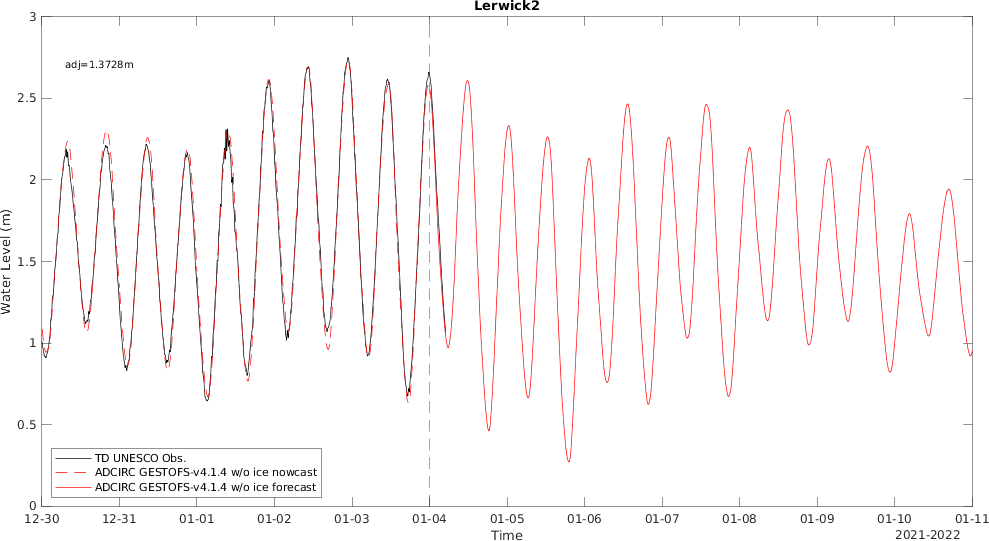 Lerwick2
3
adj=1.3728m
2.5
2
Water Level (m)
1.5
1
0.5
TD UNESCO Obs.
ADCIRC GESTOFS-v4.1.4 w/o ice nowcast
ADCIRC GESTOFS-v4.1.4 w/o ice forecast
0
12-30 12-31 01-01 01-02 01-03 01-04 01-05 01-06 01-07 01-08 01-09 01-10 01-11
Time
2021-2022